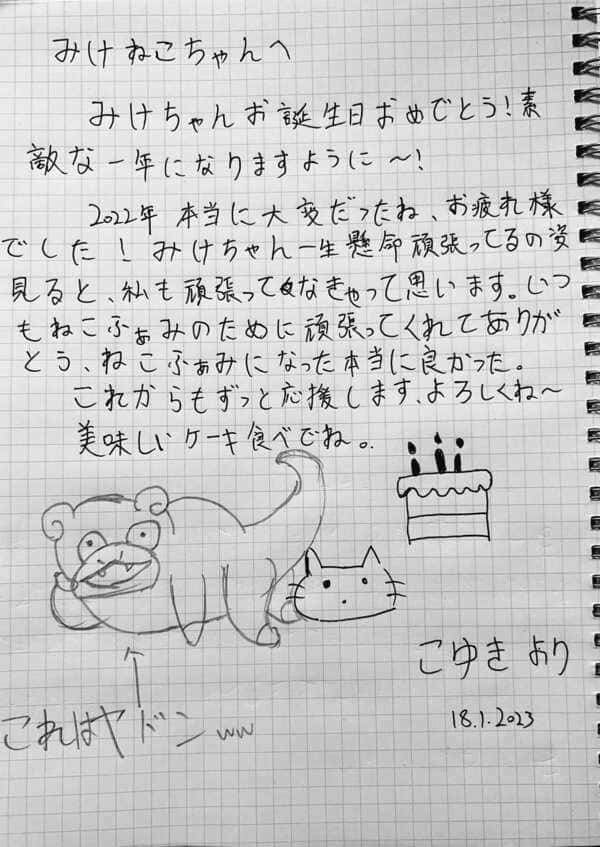 みけねこちゃんへ
みけちゃんお誕生日おめでとう！素
敵な一年になりますように〜！
2022年 本当に大変だったね、お疲れ様
でした！みけちゃん一生懸命頑張ってるの姿
見ると、私も頑張ってなきゃって思います。いつ
もねこふぁみのために頑張ってくれてありが
とう、ねこふぁみになった本当に良かった。
これからもずっと応援します、よろしくね〜
美味しいケーキ食べでね。
こゆきより
18.1.2023
これはヤドンww